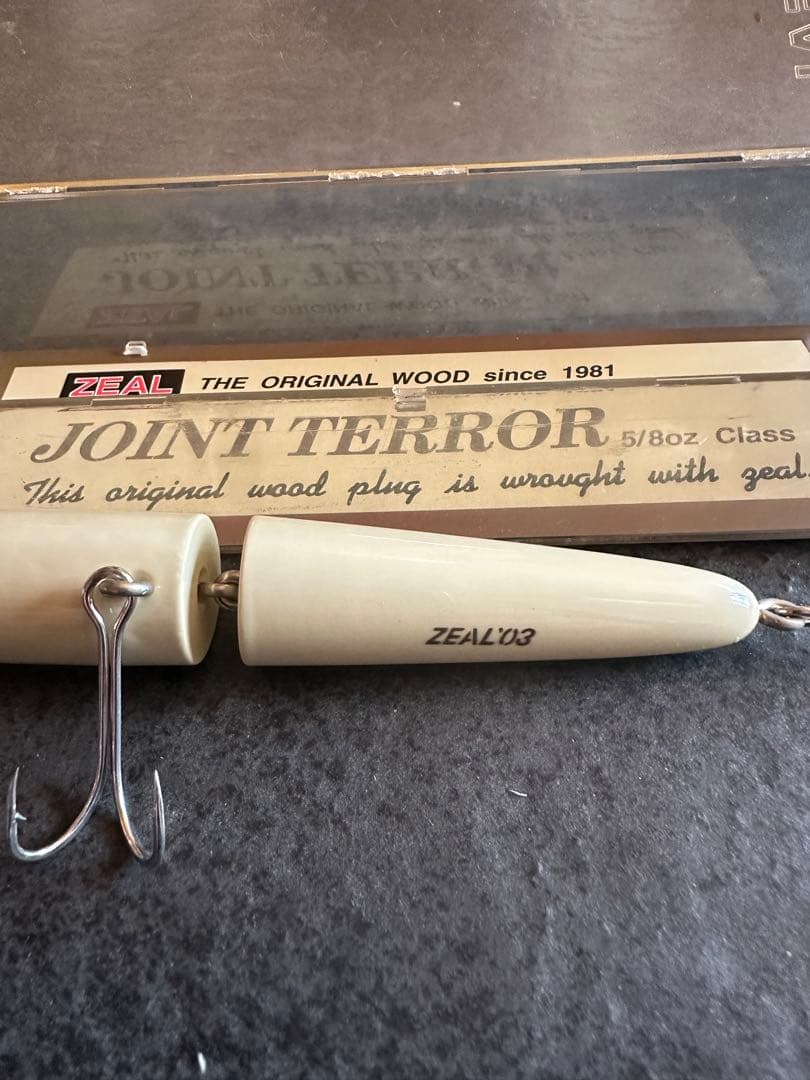 ZEAL THE ORIGINAL WOOD since 1981
JOINT TERROR 5/8oz Class
This original wood plug is wrought with zeal.
ZEAL'03